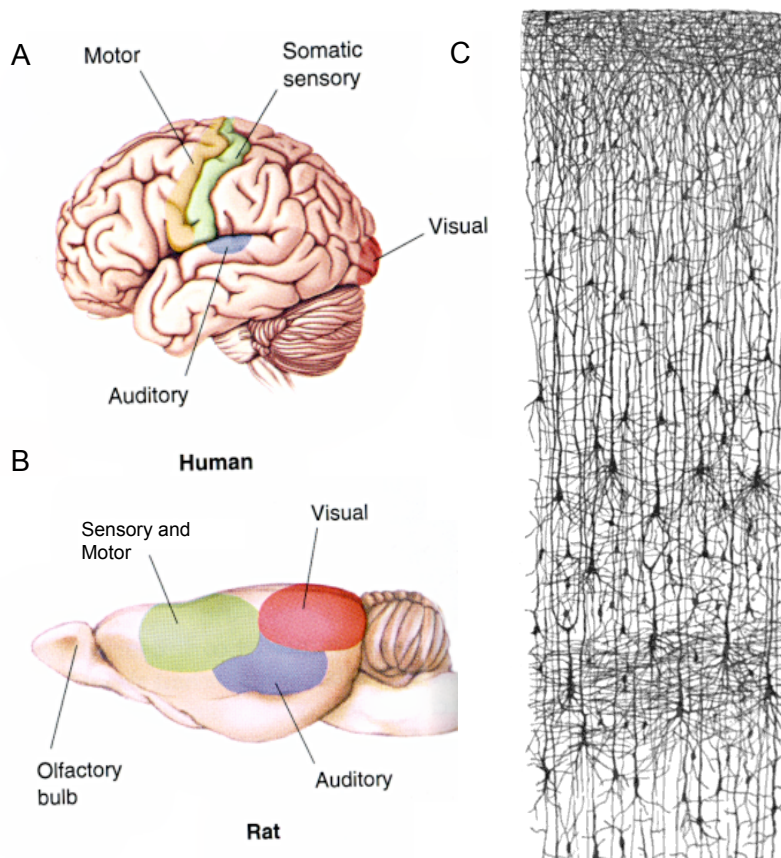 A
Motor
Somatic
sensory
C
Visual
Auditory
Human
B
Sensory and
Motor
Visual
Olfactory
bulb
Auditory
Rat